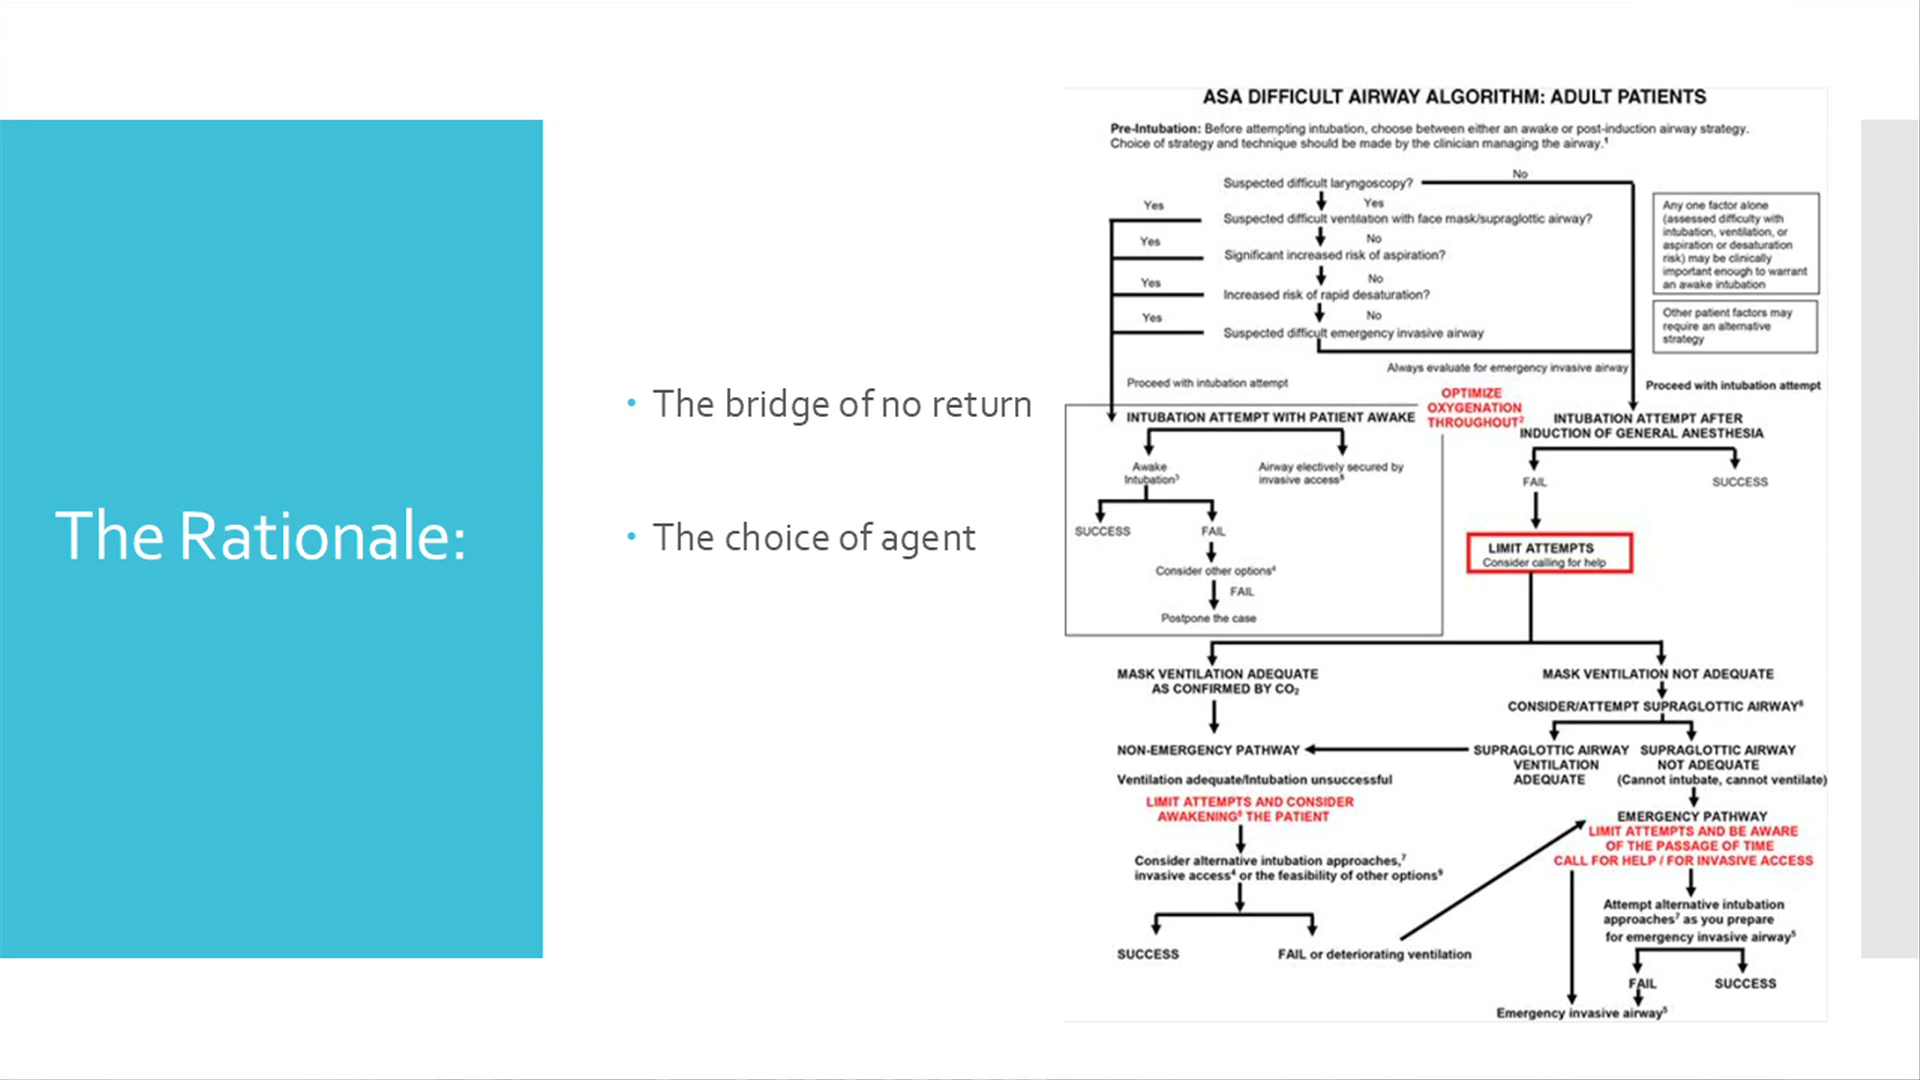 The Rationale:
• The bridge of no return
• The choice of agent
ASA DIFFICULT AIRWAY ALGORITHM: ADULT PATIENTS
Pre-Intubation: Before attempting intubation, choose between either an awake or post-induction airway strategy.
Choice of strategy and technique should be made by the clinician managing the airway.¹
Suspected difficult laryngoscopy?
No
Yes
Yes
Suspected difficult ventilation with face mask/supraglottic airway?
Yes
No
Significant increased risk of aspiration?
Yes
No
Increased risk of rapid desaturation?
Yes
No
Suspected difficult emergency invasive airway
Any one factor alone
(assessed difficulty with
intubation, ventilation, or
aspiration or desaturation
risk) may be clinically
important enough to warrant
an awake intubation
Other patient factors may
require an alternative
strategy
Always evaluate for emergency invasive airway
Proceed with intubation attempt
Proceed with intubation attempt
OPTIMIZE
OXYGENATION
THROUGHOUT²
INTUBATION ATTEMPT WITH PATIENT AWAKE
INTUBATION ATTEMPT AFTER
INDUCTION OF GENERAL ANESTHESIA
Awake
Intubation³
Airway electively secured by
invasive access⁵
SUCCESS
FAIL
Consider other options⁴
FAIL
Postpone the case
FAIL
SUCCESS
LIMIT ATTEMPTS
Consider calling for help
MASK VENTILATION ADEQUATE
AS CONFIRMED BY CO₂
MASK VENTILATION NOT ADEQUATE
CONSIDER/ATTEMPT SUPRAGLOTTIC AIRWAY⁶
NON-EMERGENCY PATHWAY
SUPRAGLOTTIC AIRWAY
VENTILATION
ADEQUATE
SUPRAGLOTTIC AIRWAY
NOT ADEQUATE
(Cannot intubate, cannot ventilate)
Ventilation adequate/Intubation unsuccessful
LIMIT ATTEMPTS AND CONSIDER
AWAKENING⁸ THE PATIENT
EMERGENCY PATHWAY
LIMIT ATTEMPTS AND BE AWARE
OF THE PASSAGE OF TIME
CALL FOR HELP / FOR INVASIVE ACCESS
Consider alternative intubation approaches,⁷
invasive access⁴ or the feasibility of other options⁹
Attempt alternative intubation
approaches⁷ as you prepare
for emergency invasive airway⁵
SUCCESS
FAIL or deteriorating ventilation
FAIL
SUCCESS
Emergency invasive airway⁵